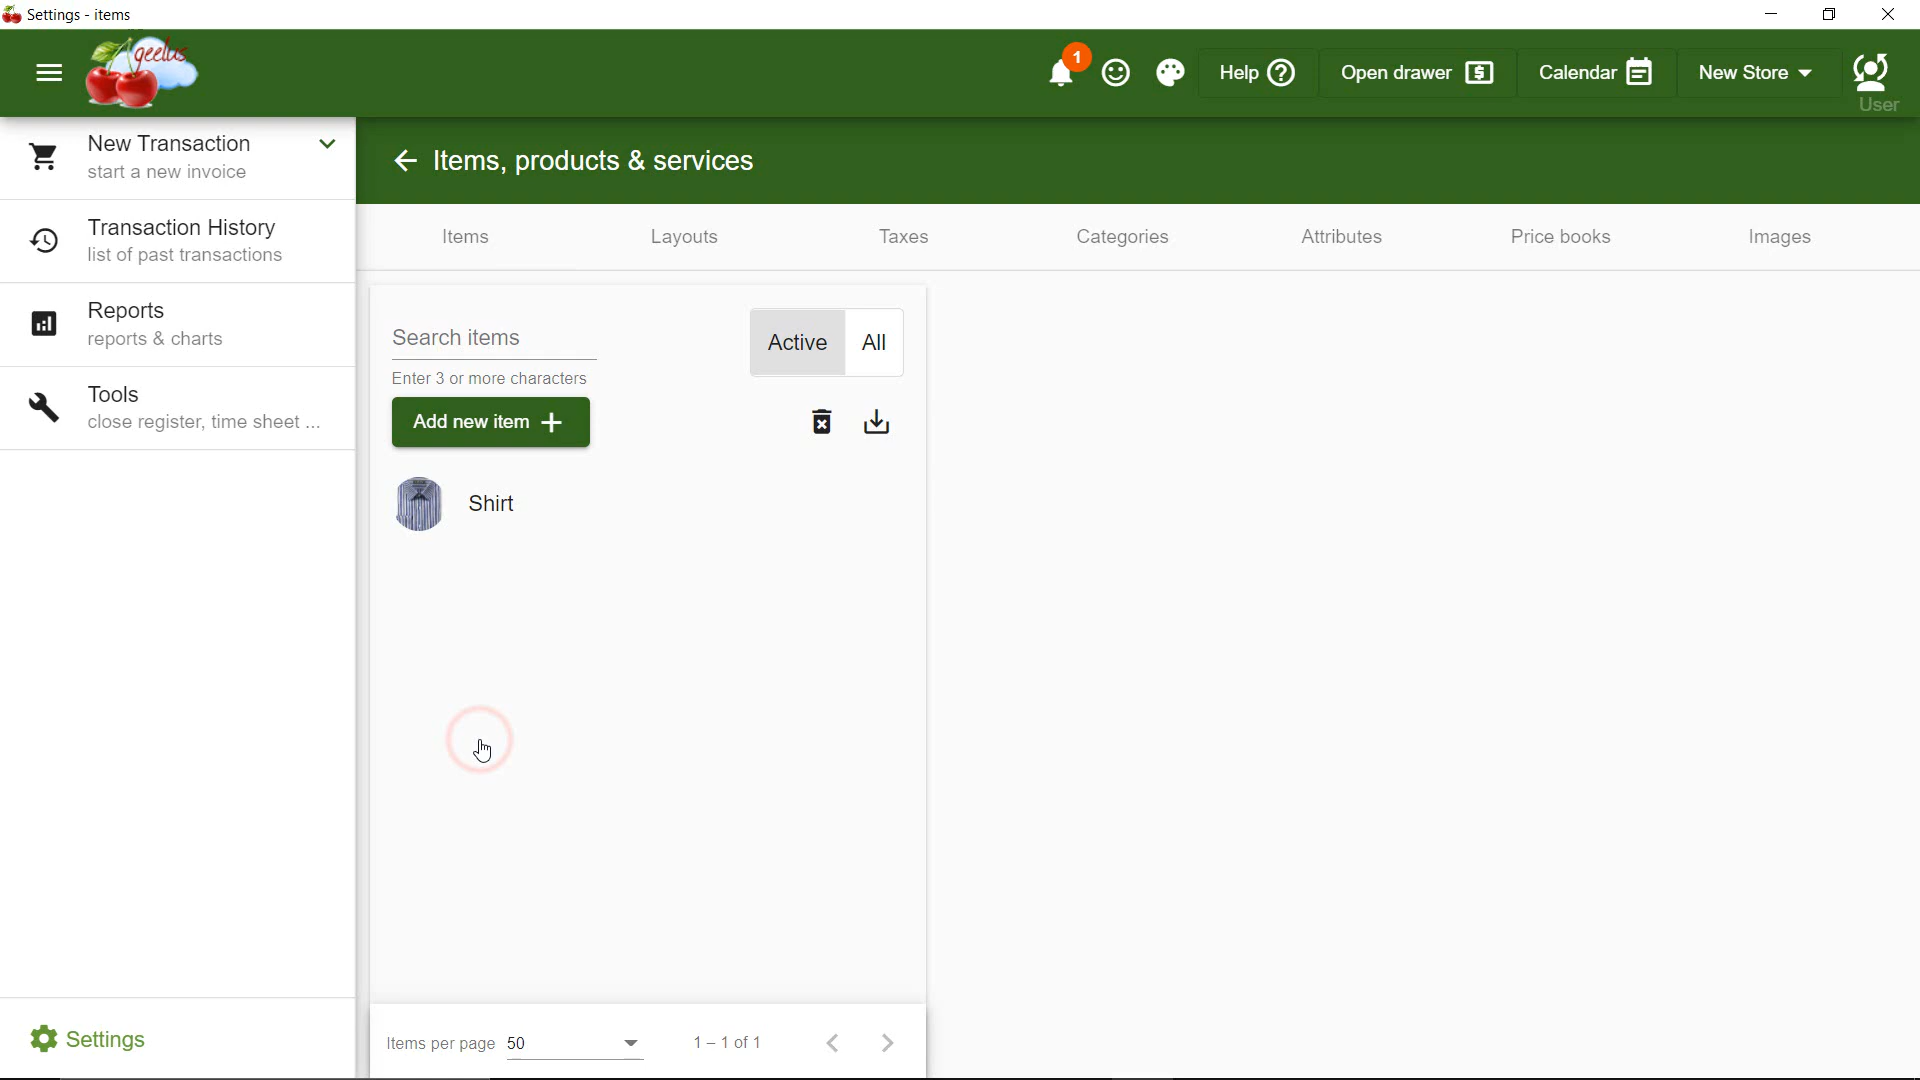 Settings - items
geelus
1
Help
Open drawer
Calendar
New Store
User
New Transaction
start a new invoice
Transaction History
list of past transactions
Reports
reports & charts
Tools
close register, time sheet ...
Settings
Items, products & services
Items
Layouts
Taxes
Categories
Attributes
Price books
Images
Search items
Active
All
Enter 3 or more characters
Add new item
Shirt
Items per page
50
1 – 1 of 1